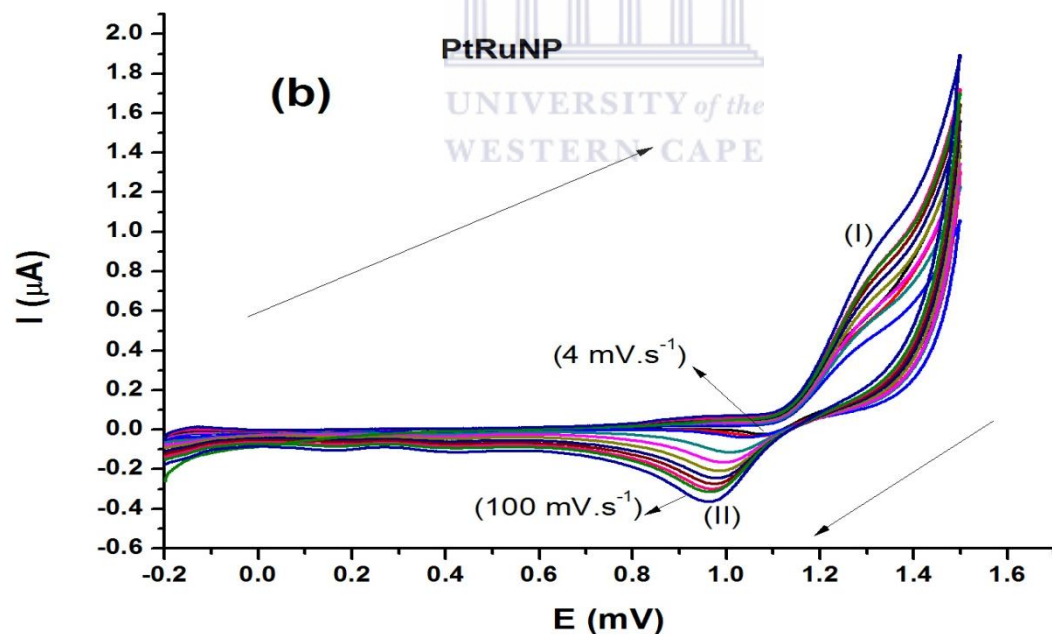 PtRuNP
(b)
UNIVERSITY of the
WESTERN CAPE
2.0
1.8
1.6
1.4
1.2
1.0
0.8
0.6
0.4
0.2
0.0
-0.2
-0.4
-0.6
I (μA)
(I)
(4 mV.s⁻¹)
(100 mV.s⁻¹)
(II)
-0.2 0.0 0.2 0.4 0.6 0.8 1.0 1.2 1.4 1.6
E (mV)